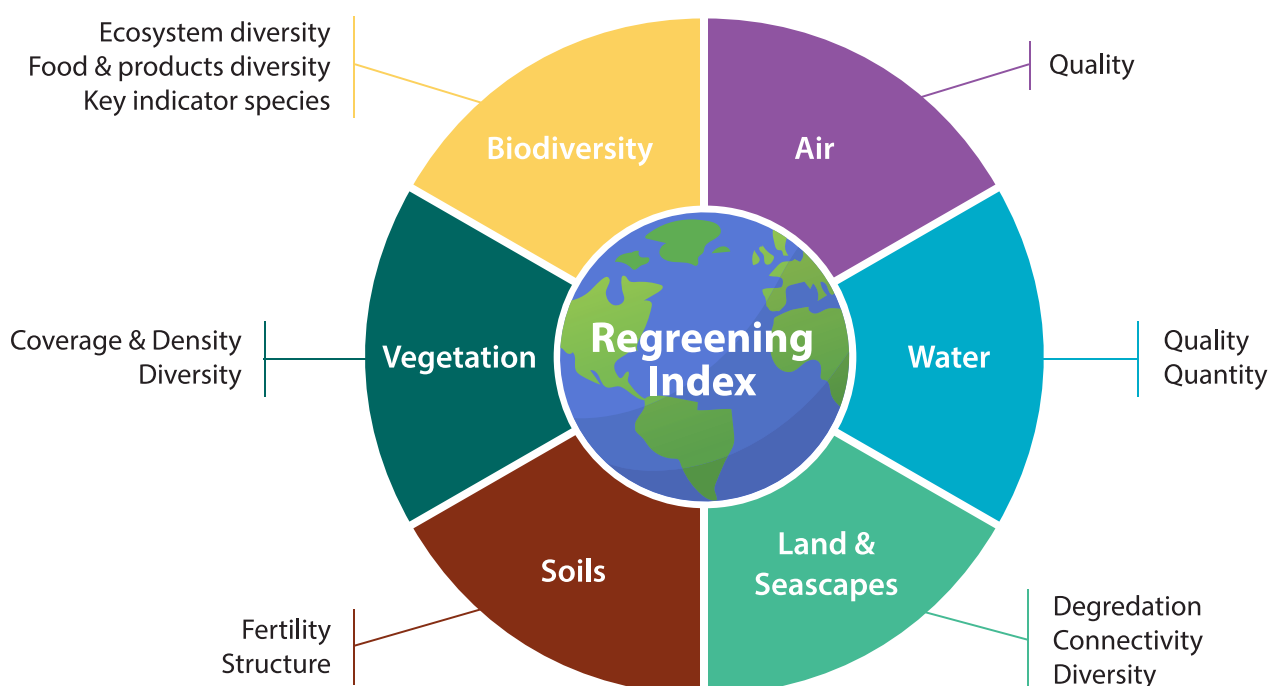 Ecosystem diversity
Food & products diversity
Key indicator species
Quality
Biodiversity
Air
Coverage & Density
Diversity
Vegetation
Regreening
Index
Water
Quality
Quantity
Soils
Land &
Seascapes
Fertility
Structure
Degredation
Connectivity
Diversity